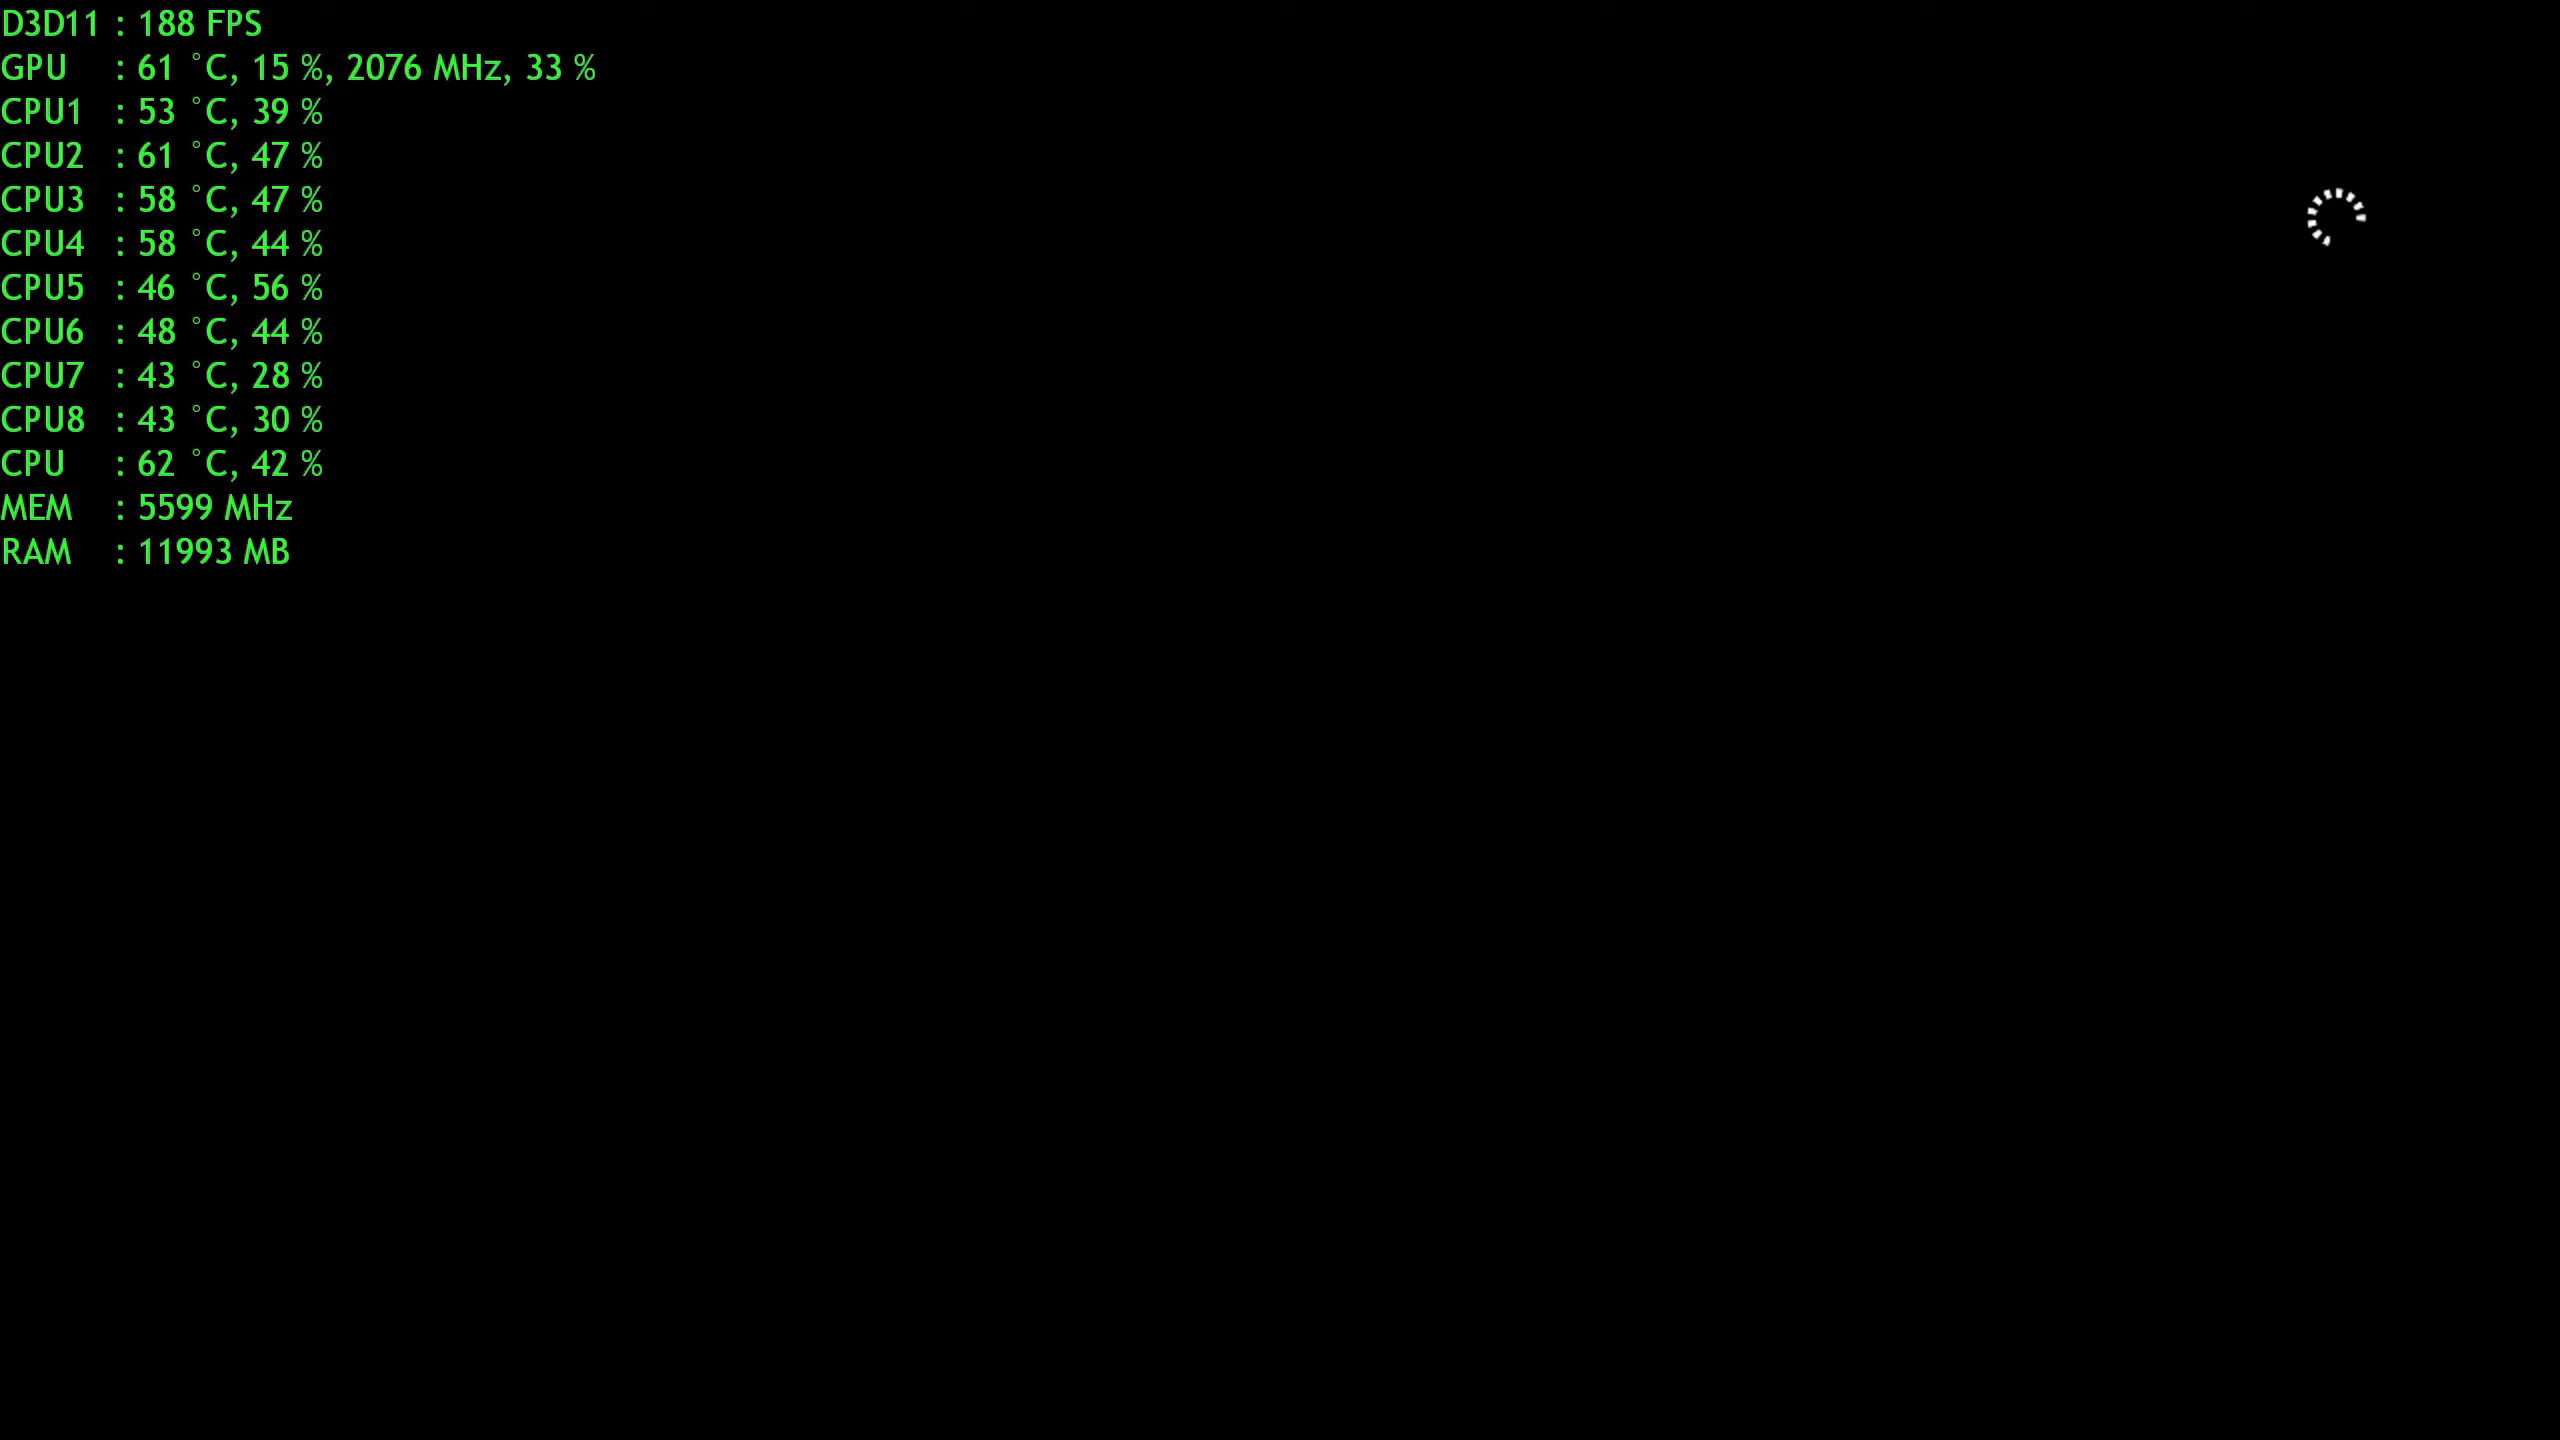 D3D11 : 188 FPS
GPU : 61 °C, 15 %, 2076 MHz, 33 %
CPU1 : 53 °C, 39 %
CPU2 : 61 °C, 47 %
CPU3 : 58 °C, 47 %
CPU4 : 58 °C, 44 %
CPU5 : 46 °C, 56 %
CPU6 : 48 °C, 44 %
CPU7 : 43 °C, 28 %
CPU8 : 43 °C, 30 %
CPU : 62 °C, 42 %
MEM : 5599 MHz
RAM : 11993 MB